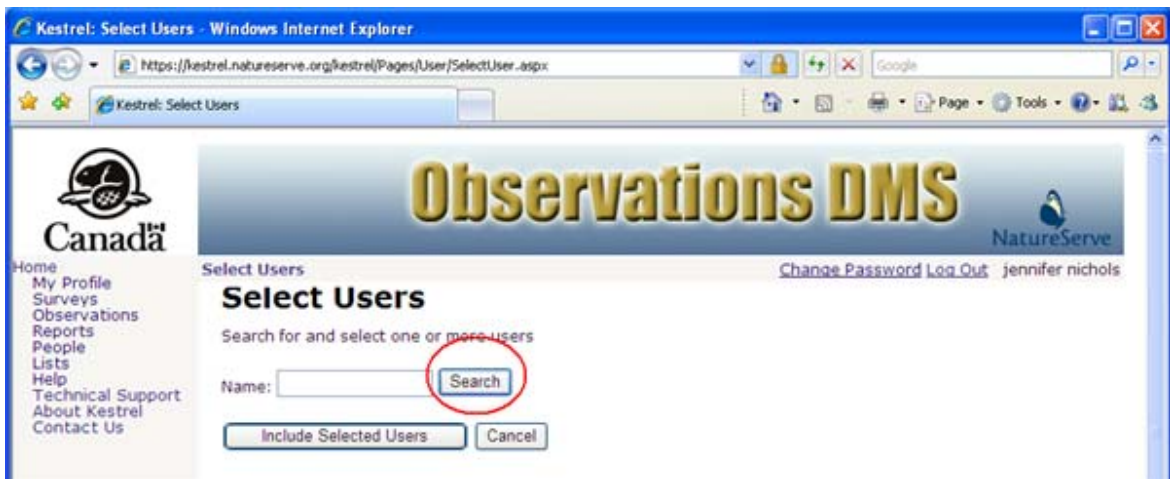 Kestrel: Select Users - Windows Internet Explorer
https://kestrel.natureserve.org/kestrel/Pages/User/SelectUser.aspx
Google
Kestrel: Select Users
Page
Tools
Canada
Observations DMS
NatureServe
Home
My Profile
Surveys
Observations
Reports
People
Lists
Help
Technical Support
About Kestrel
Contact Us
Select Users
Change Password Log Out jennifer nichols
Select Users
Search for and select one or more users
Name: Search
Include Selected Users Cancel